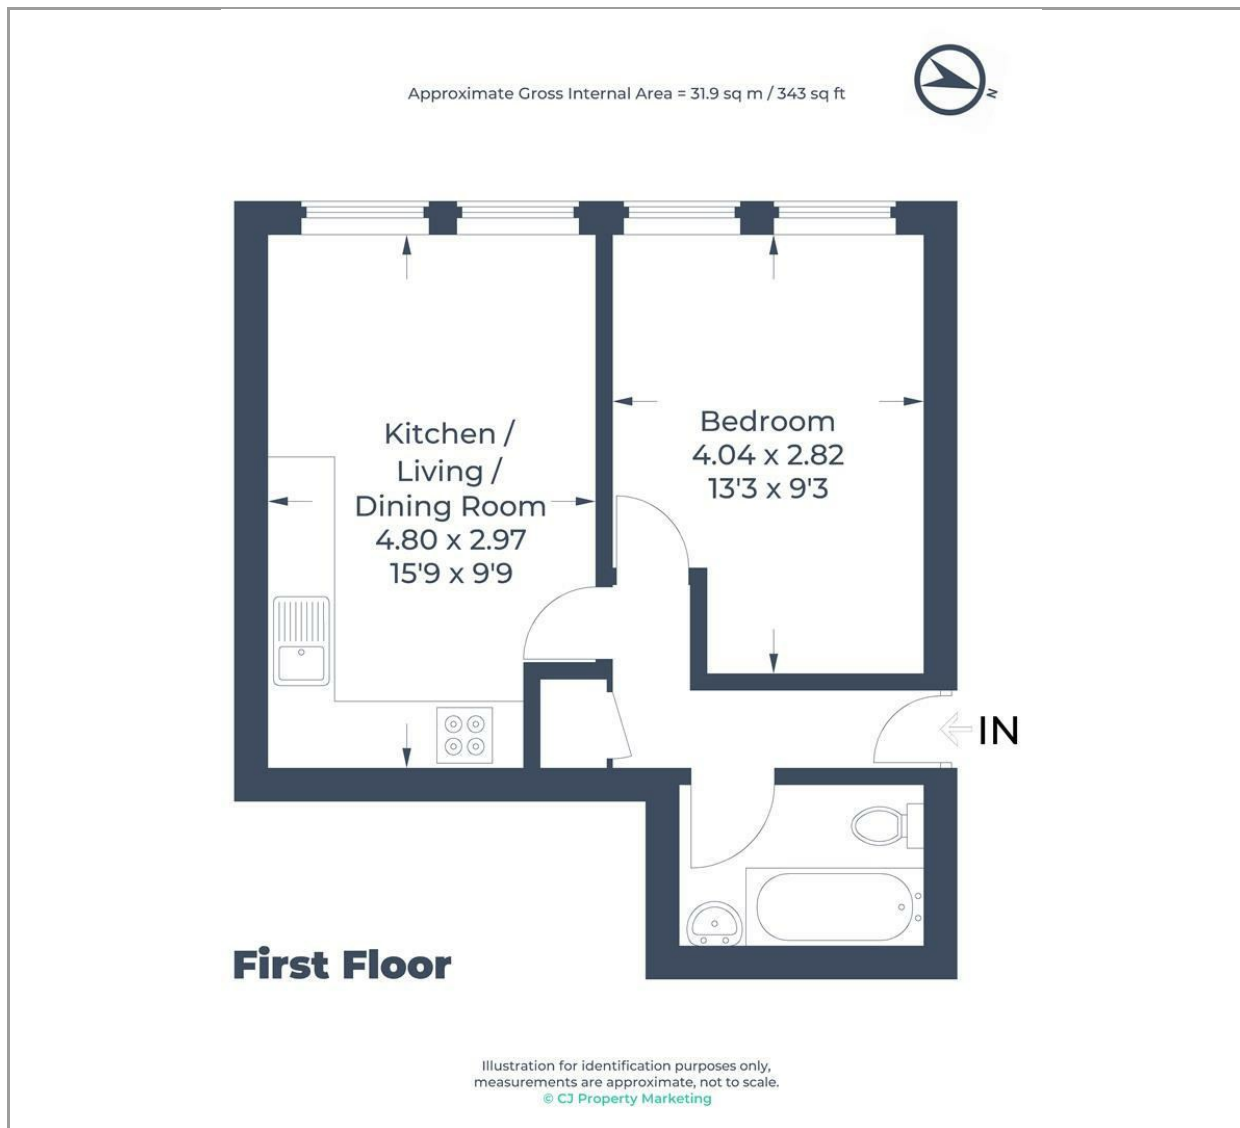 Approximate Gross Internal Area = 31.9 sq m / 343 sq ft
N
Kitchen /
Living /
Dining Room
4.80 x 2.97
15'9 x 9'9
Bedroom
4.04 x 2.82
13'3 x 9'3
IN
First Floor
Illustration for identification purposes only,
measurements are approximate, not to scale.
© CJ Property Marketing